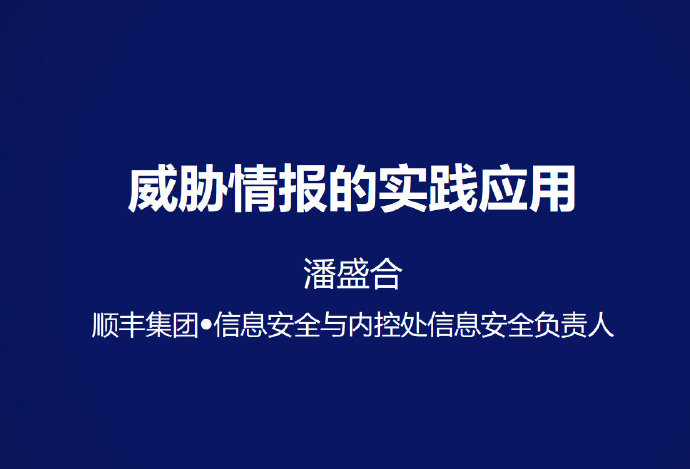 威胁情报的实践应用
潘盛合
顺丰集团•信息安全与内控处信息安全负责人